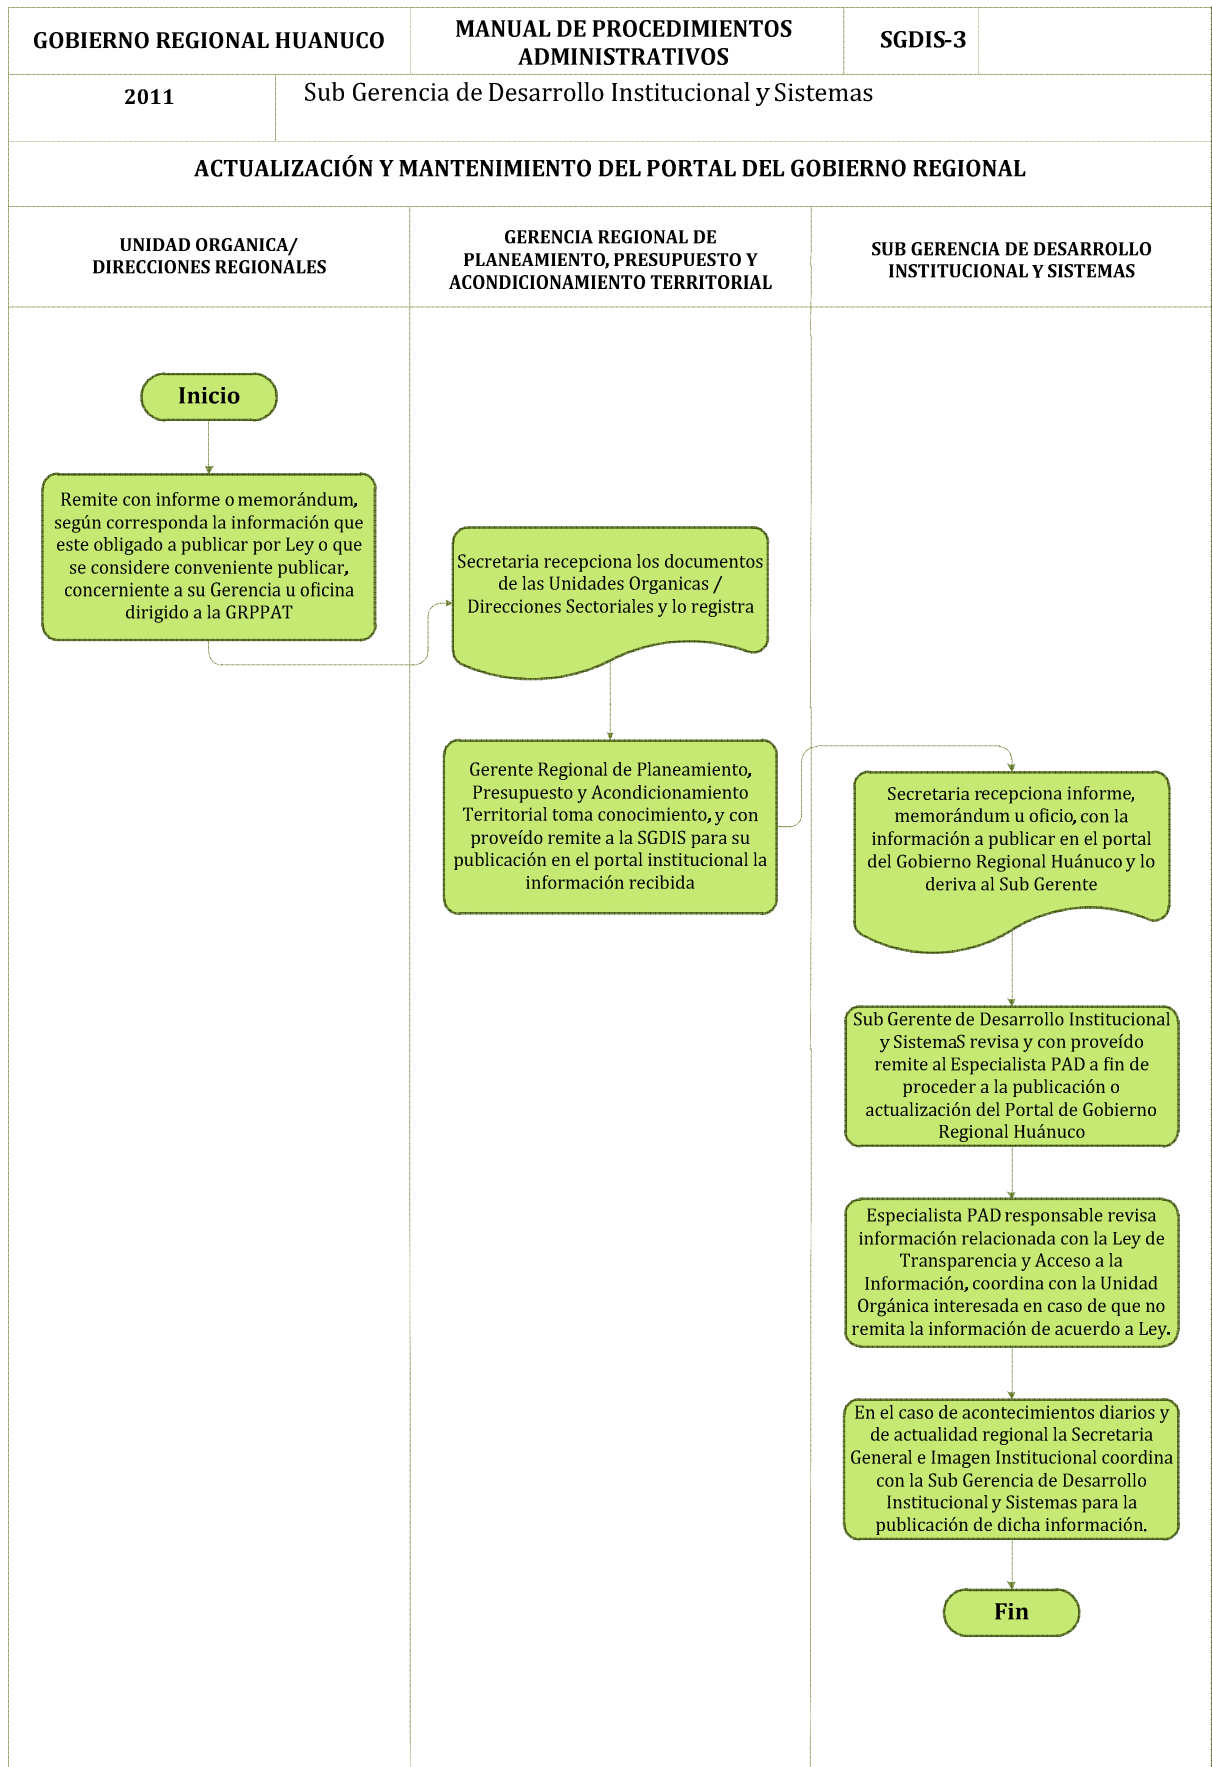 GOBIERNO REGIONAL HUANUCO
MANUAL DE PROCEDIMIENTOS
ADMINISTRATIVOS
SGDIS-3
2011
Sub Gerencia de Desarrollo Institucional y Sistemas
ACTUALIZACIÓN Y MANTENIMIENTO DEL PORTAL DEL GOBIERNO REGIONAL
UNIDAD ORGANICA/
DIRECCIONES REGIONALES
GERENCIA REGIONAL DE
PLANEAMIENTO, PRESUPUESTO Y
ACONDICIONAMIENTO TERRITORIAL
SUB GERENCIA DE DESARROLLO
INSTITUCIONAL Y SISTEMAS
Inicio
Remite con informe o memorándum,
según corresponda la información que
este obligado a publicar por Ley o que
se considere conveniente publicar,
concerniente a su Gerencia u oficina
dirigido a la GRPPAT
Secretaria recepciona los documentos
de las Unidades Organicas /
Direcciones Sectoriales y lo registra
Gerente Regional de Planeamiento,
Presupuesto y Acondicionamiento
Territorial toma conocimiento, y con
proveído remite a la SGDIS para su
publicación en el portal institucional la
información recibida
Secretaria recepciona informe,
memorándum u oficio, con la
información a publicar en el portal
del Gobierno Regional Huánuco y lo
deriva al Sub Gerente
Sub Gerente de Desarrollo Institucional
y SistemaS revisa y con proveído
remite al Especialista PAD a fin de
proceder a la publicación o
actualización del Portal de Gobierno
Regional Huánuco
Especialista PAD responsable revisa
información relacionada con la Ley de
Transparencia y Acceso a la
Información, coordina con la Unidad
Orgánica interesada en caso de que no
remita la información de acuerdo a Ley.
En el caso de acontecimientos diarios y
de actualidad regional la Secretaria
General e Imagen Institucional coordina
con la Sub Gerencia de Desarrollo
Institucional y Sistemas para la
publicación de dicha información.
Fin